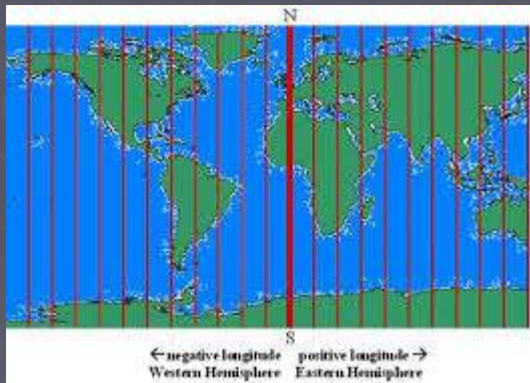 N
S
← negative longitude positive longitude →
Western Hemisphere Eastern Hemisphere